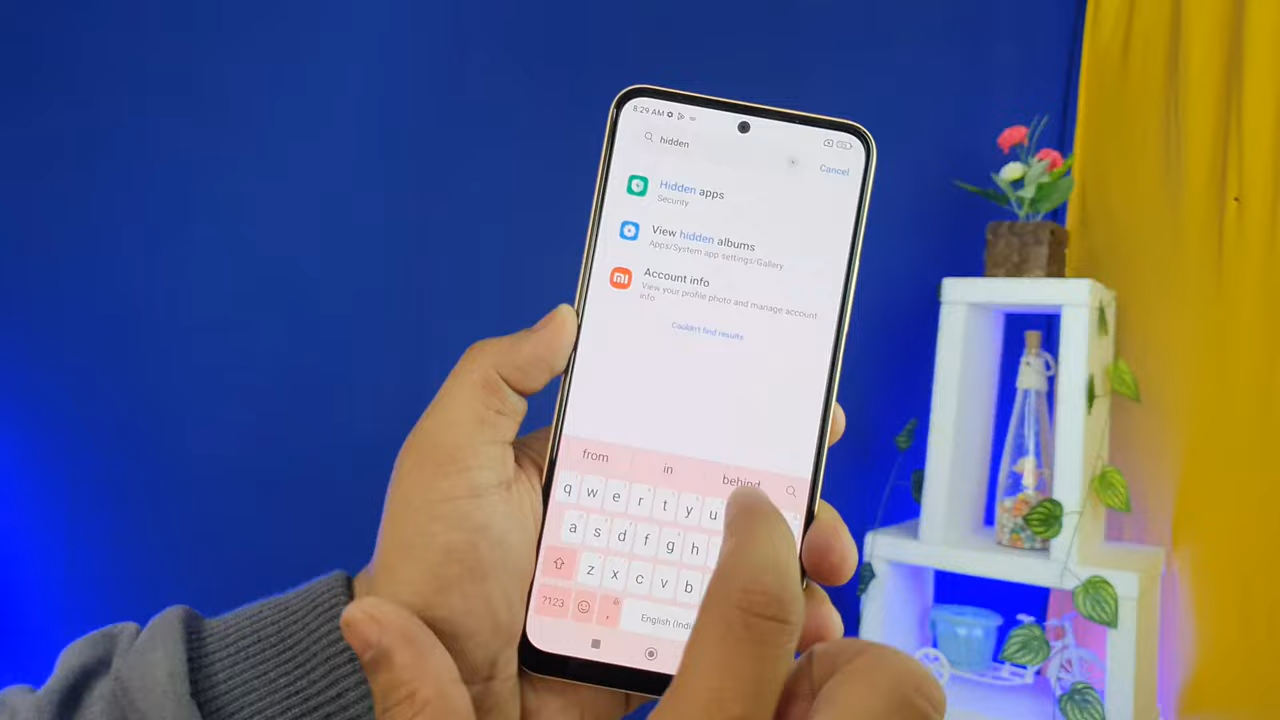 8:29 AM
hidden
Cancel
Hidden apps
Security
View hidden albums
Apps/System app settings/Gallery
mi
Account info
View your profile photo and manage account
info
Couldn't find results
from in behind
q w e r t y u
a s d f g h
z x c v b
?123 , English (Indi